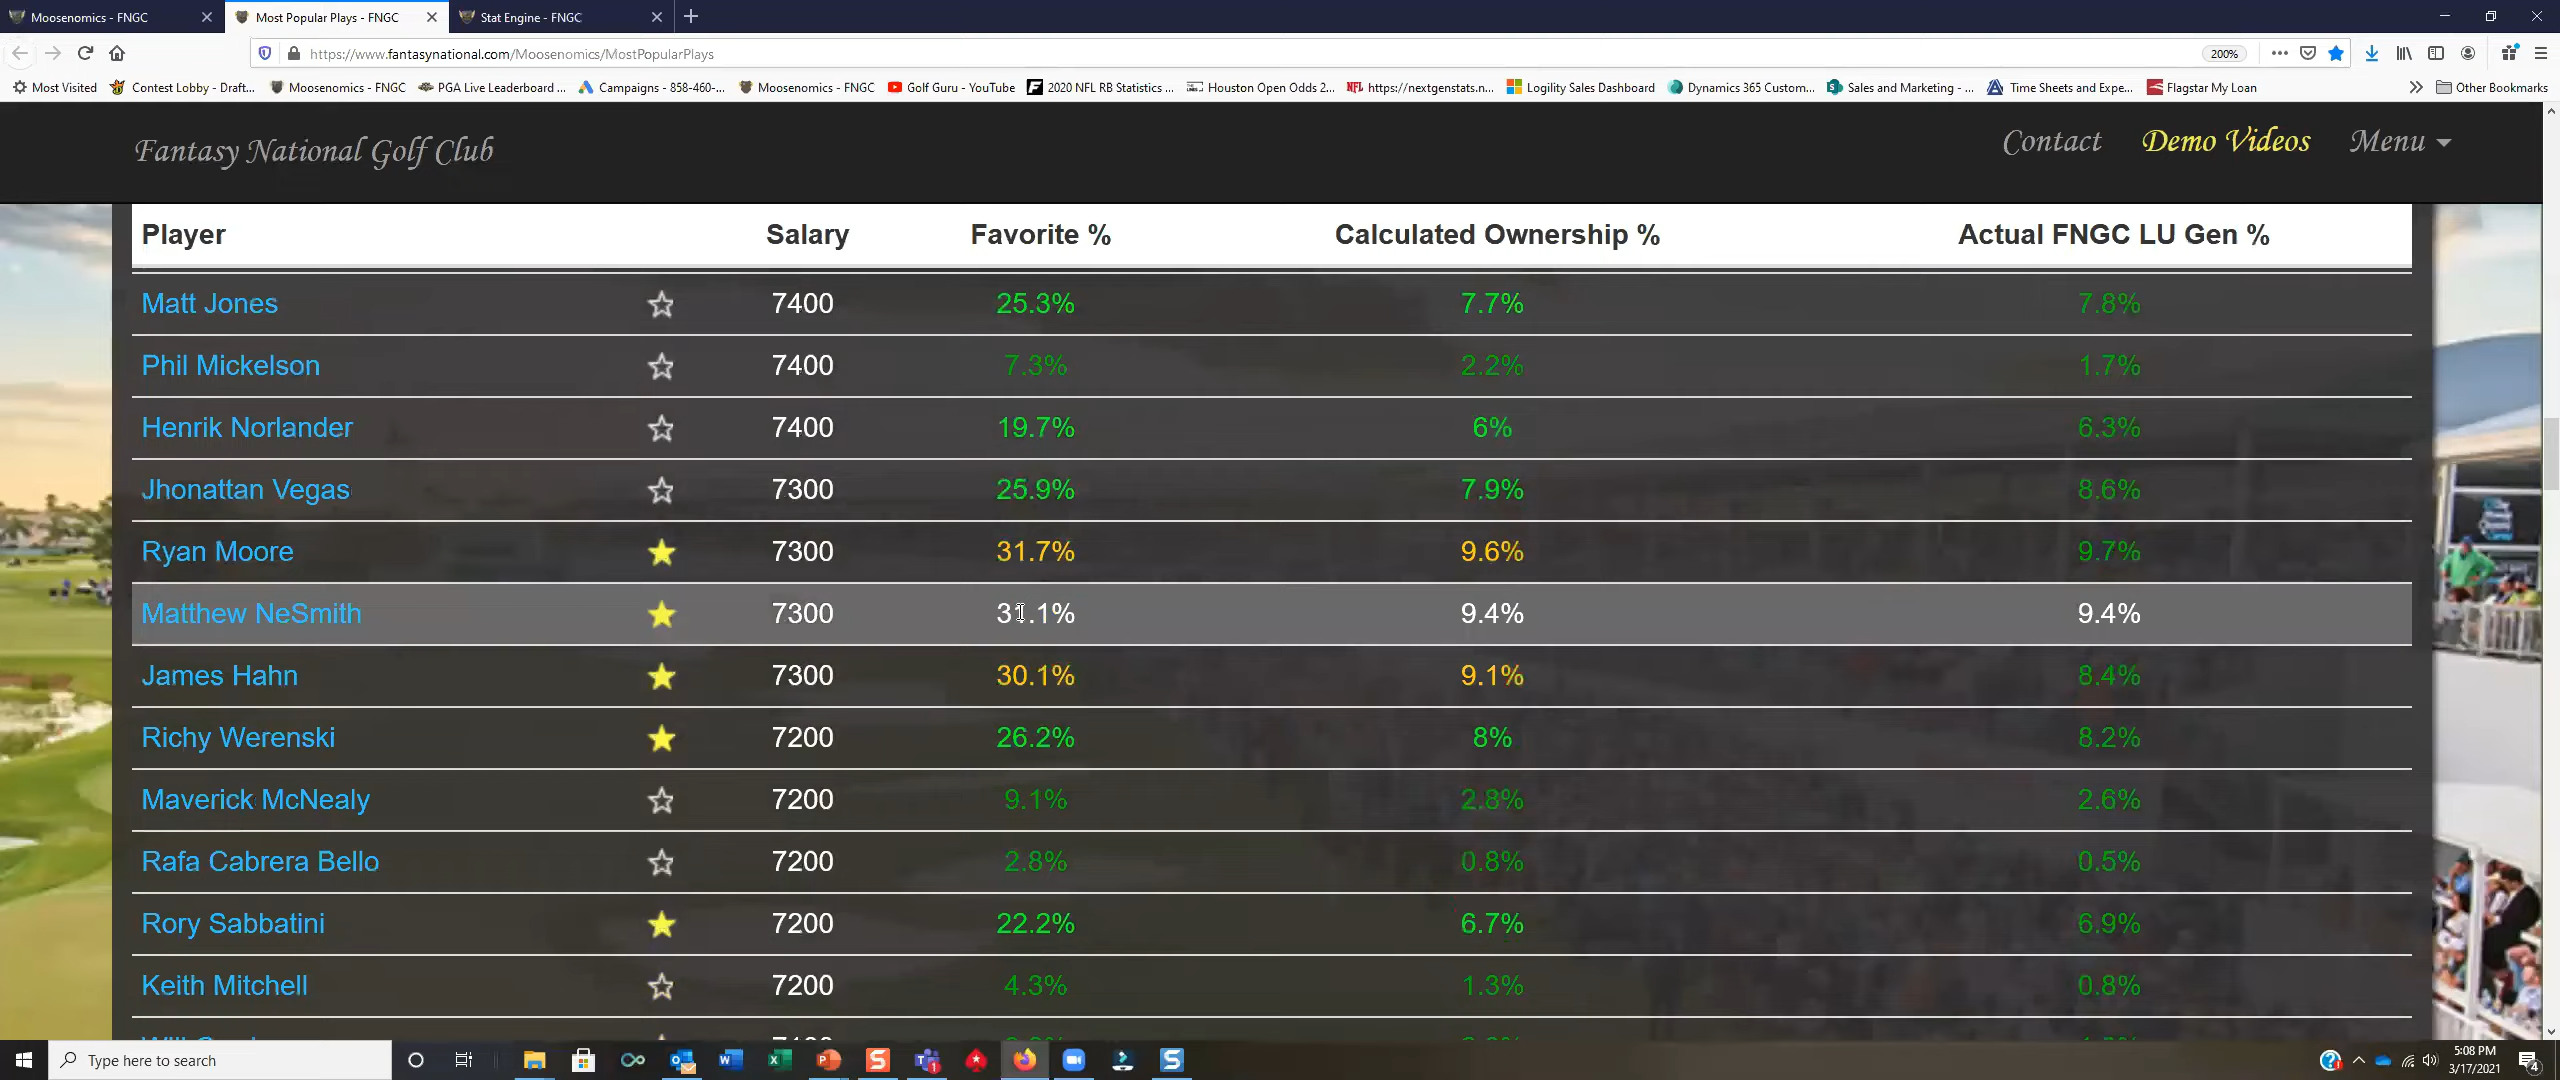 Moosenomics - FNGC
Most Popular Plays - FNGC
Stat Engine - FNGC
https://www.fantasynational.com/Moosenomics/MostPopularPlays
200%
Most Visited
Contest Lobby - Draft...
Moosenomics - FNGC
PGA Live Leaderboard ...
Campaigns - 858-460-...
Moosenomics - FNGC
Golf Guru - YouTube
2020 NFL RB Statistics ...
Houston Open Odds 2...
https://nextgenstats.n...
Logility Sales Dashboard
Dynamics 365 Custom...
Sales and Marketing - ...
Time Sheets and Expe...
Flagstar My Loan
Other Bookmarks
Fantasy National Golf Club
Contact
Demo Videos
Menu
Player Salary Favorite % Calculated Ownership % Actual FNGC LU Gen %
Matt Jones 7400 25.3% 7.7% 7.8%
Phil Mickelson 7400 7.3% 2.2% 1.7%
Henrik Norlander 7400 19.7% 6% 6.3%
Jhonattan Vegas 7300 25.9% 7.9% 8.6%
Ryan Moore 7300 31.7% 9.6% 9.7%
Matthew NeSmith 7300 31.1% 9.4% 9.4%
James Hahn 7300 30.1% 9.1% 8.4%
Richy Werenski 7200 26.2% 8% 8.2%
Maverick McNealy 7200 9.1% 2.8% 2.6%
Rafa Cabrera Bello 7200 2.8% 0.8% 0.5%
Rory Sabbatini 7200 22.2% 6.7% 6.9%
Keith Mitchell 7200 4.3% 1.3% 0.8%
Type here to search
5:08 PM
3/17/2021